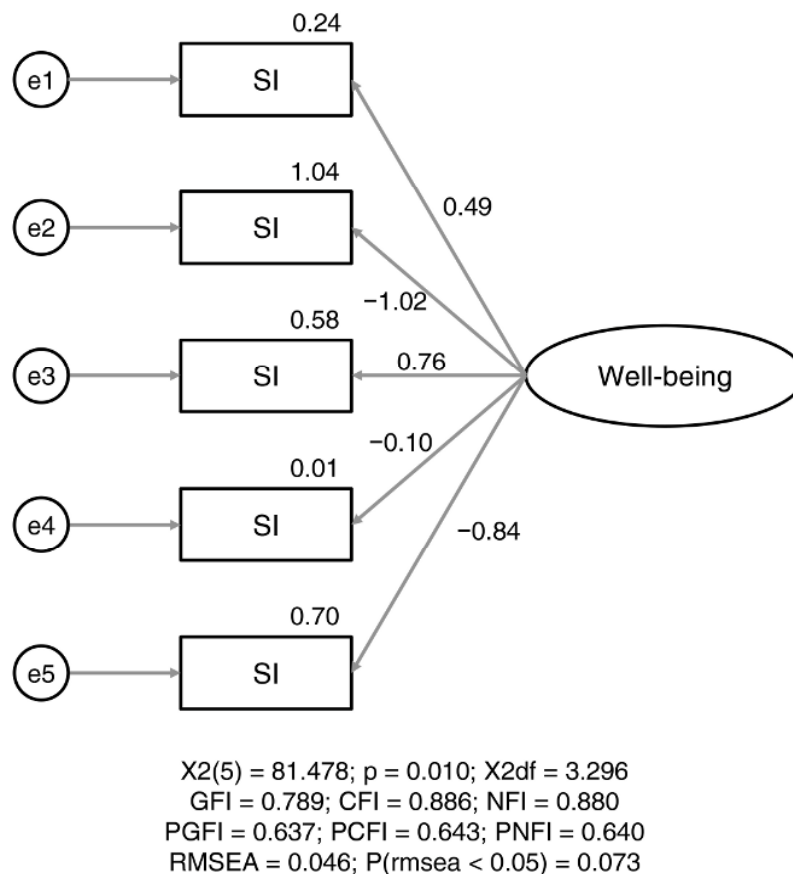 0.24
e1
SI
0.49
1.04
e2
SI
−1.02
0.58
e3
SI
0.76
Well-being
−0.10
0.01
e4
SI
−0.84
0.70
e5
SI
X2(5) = 81.478; p = 0.010; X2df = 3.296
GFI = 0.789; CFI = 0.886; NFI = 0.880
PGFI = 0.637; PCFI = 0.643; PNFI = 0.640
RMSEA = 0.046; P(rmsea < 0.05) = 0.073